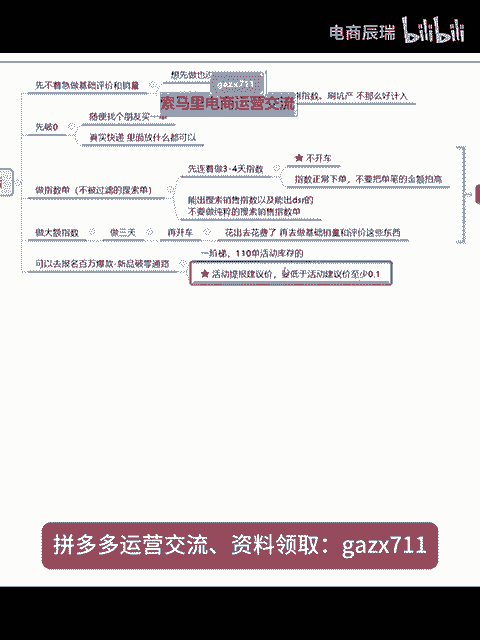 电商辰瑞 bilibili
先不着急做基础评价和销量
想先做也
gazx711
索马里电商运营交流
指数、刷坑产 不那么好计入
先破0
随便找个朋友买一单
真实快递 里面放什么都可以
做指数单（不被过滤的搜索单）
先连着做3-4天指数
不开车
指数正常下单，不要把单笔的金额拍高
能出搜索销售指数以及能出dsr的
不要做纯粹的搜索销售指数单
做大额指数
做三天
再开车
花出去花费了 再去做基础销量和评价这些东西
可以去报名百万爆款-新品破零通路
一阶梯，110单活动库存的
活动提报建议价，要低于活动建议价至少0.1
拼多多运营交流、资料领取：gazx711